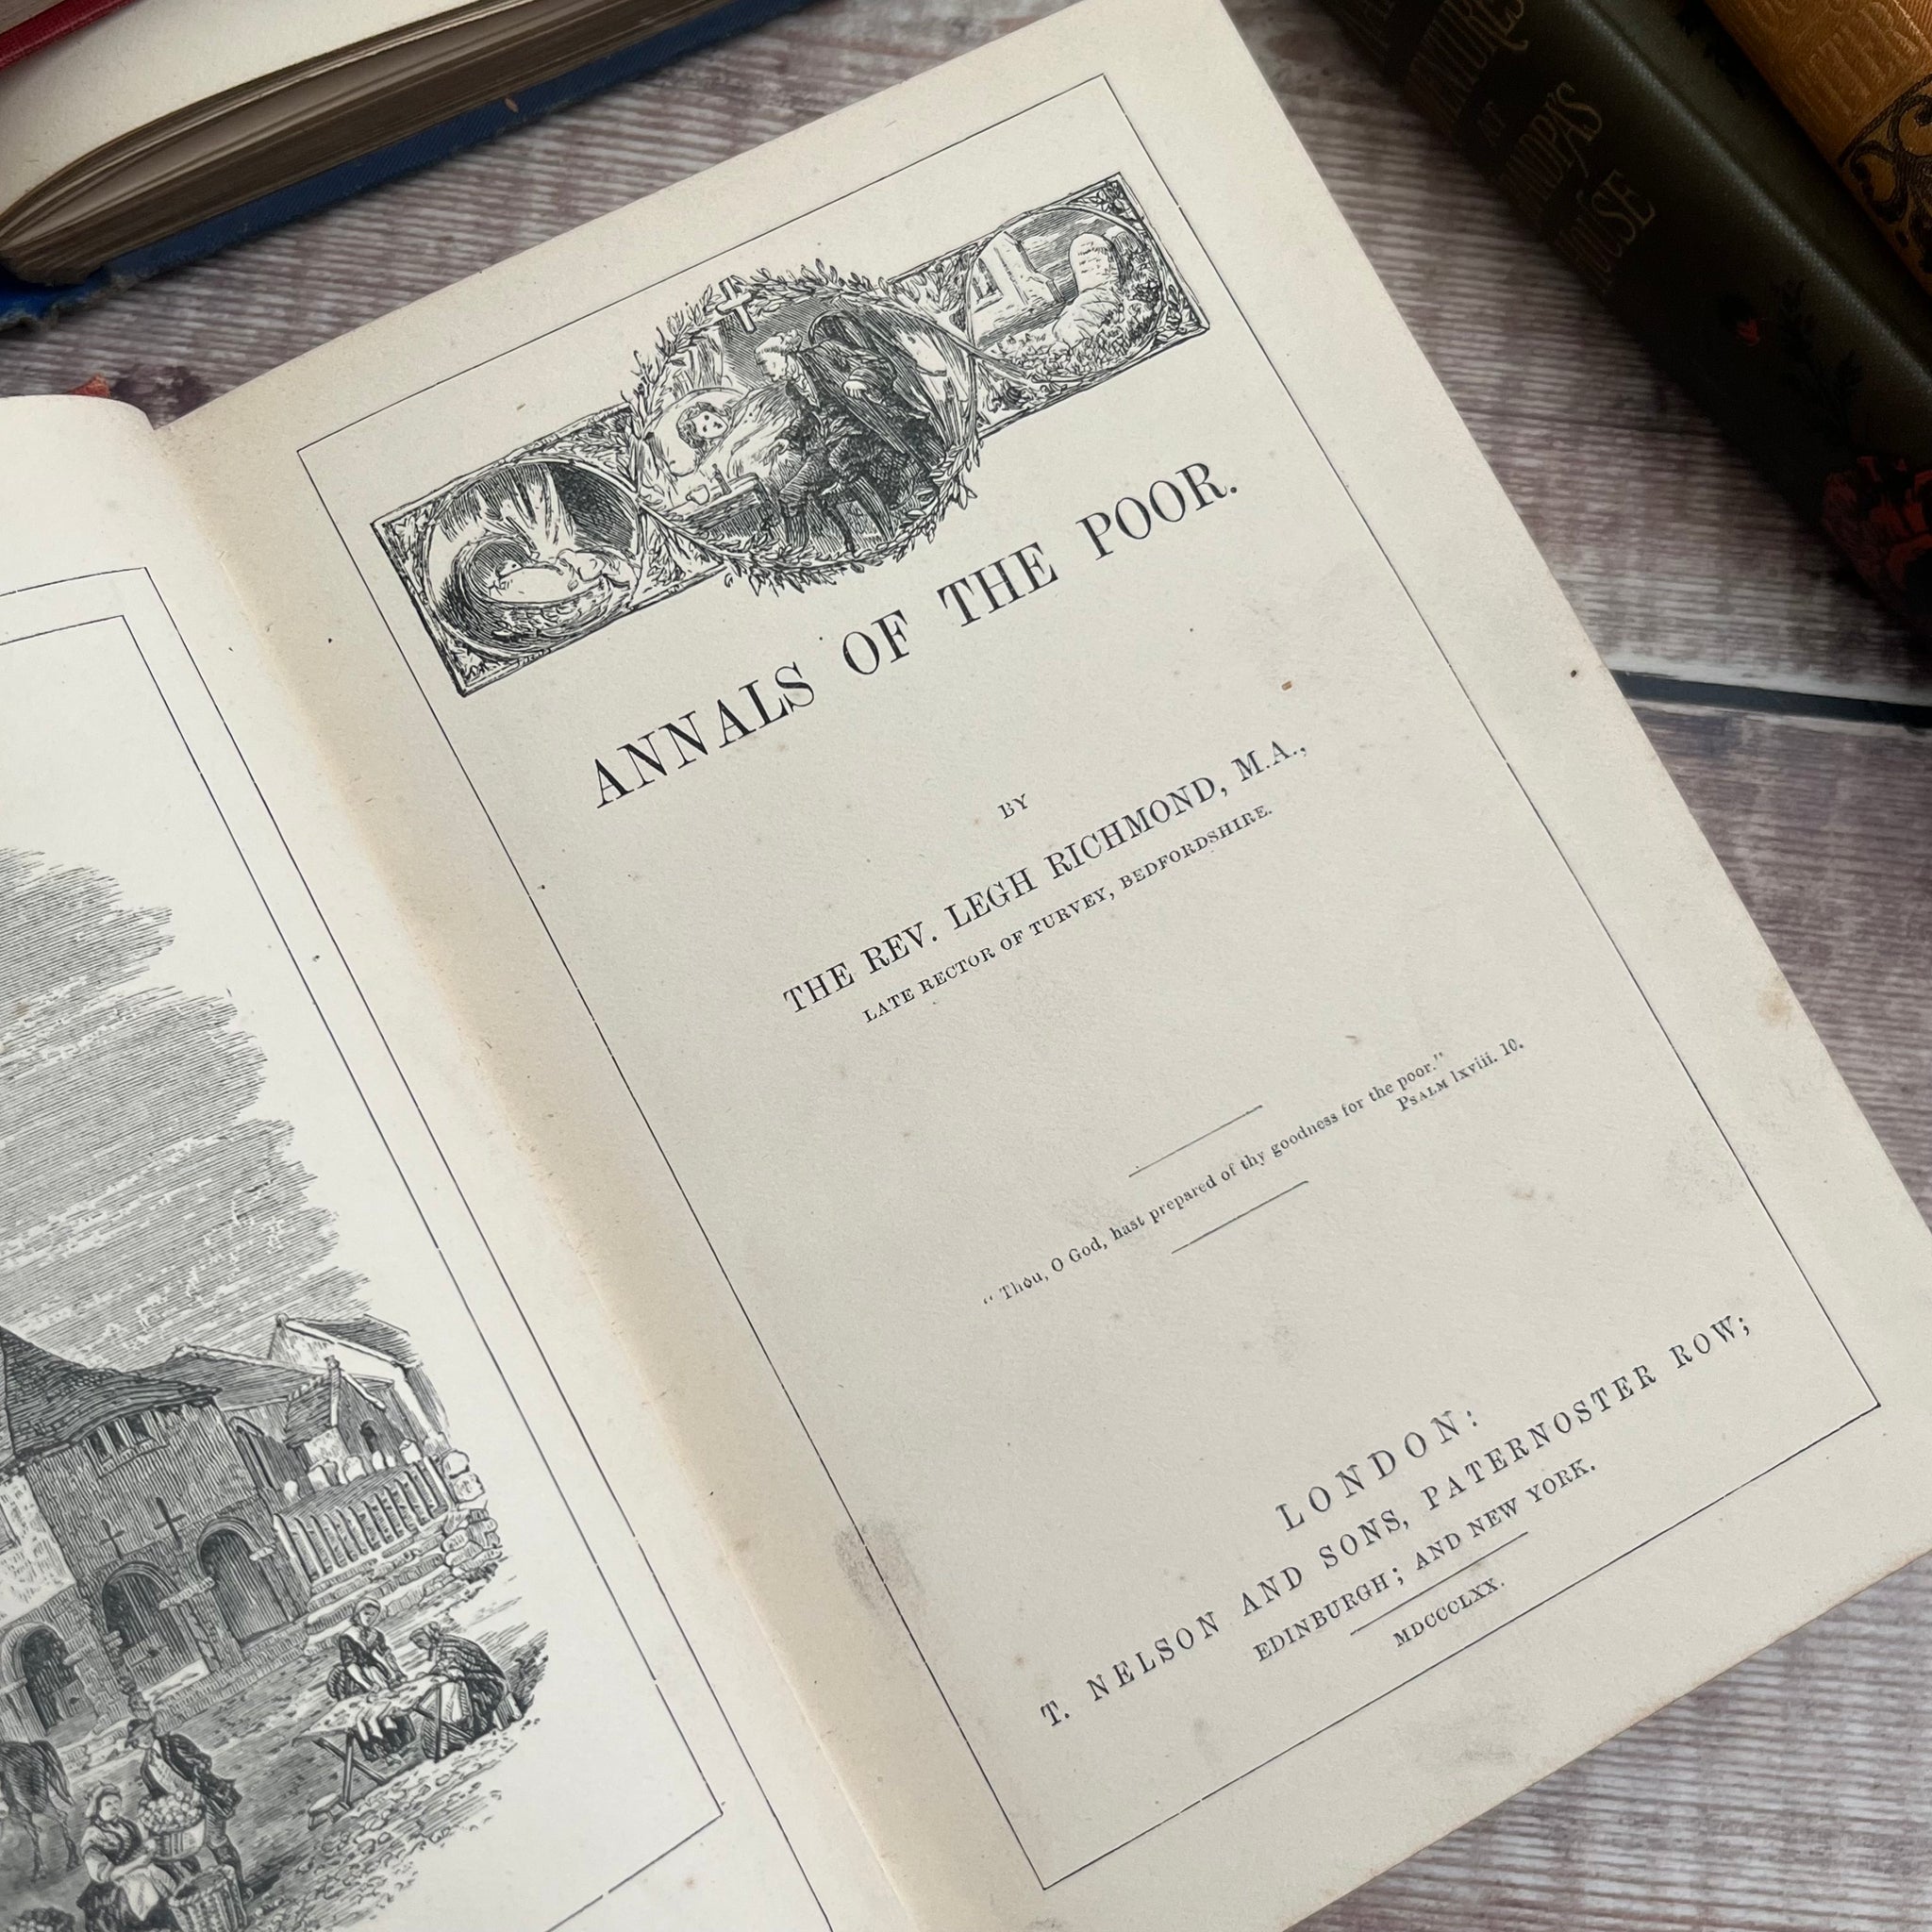 ANNALS OF THE POOR.
BY
THE REV. LEGH RICHMOND, M.A.,
LATE RECTOR OF TURVEY, BEDFORDSHIRE.
"Thou, O God, hast prepared of thy goodness for the poor."
PSALM lxviii. 10.
LONDON:
T. NELSON AND SONS, PATERNOSTER ROW;
EDINBURGH; AND NEW YORK.
MDCCCLXX.
AT
HOUSE